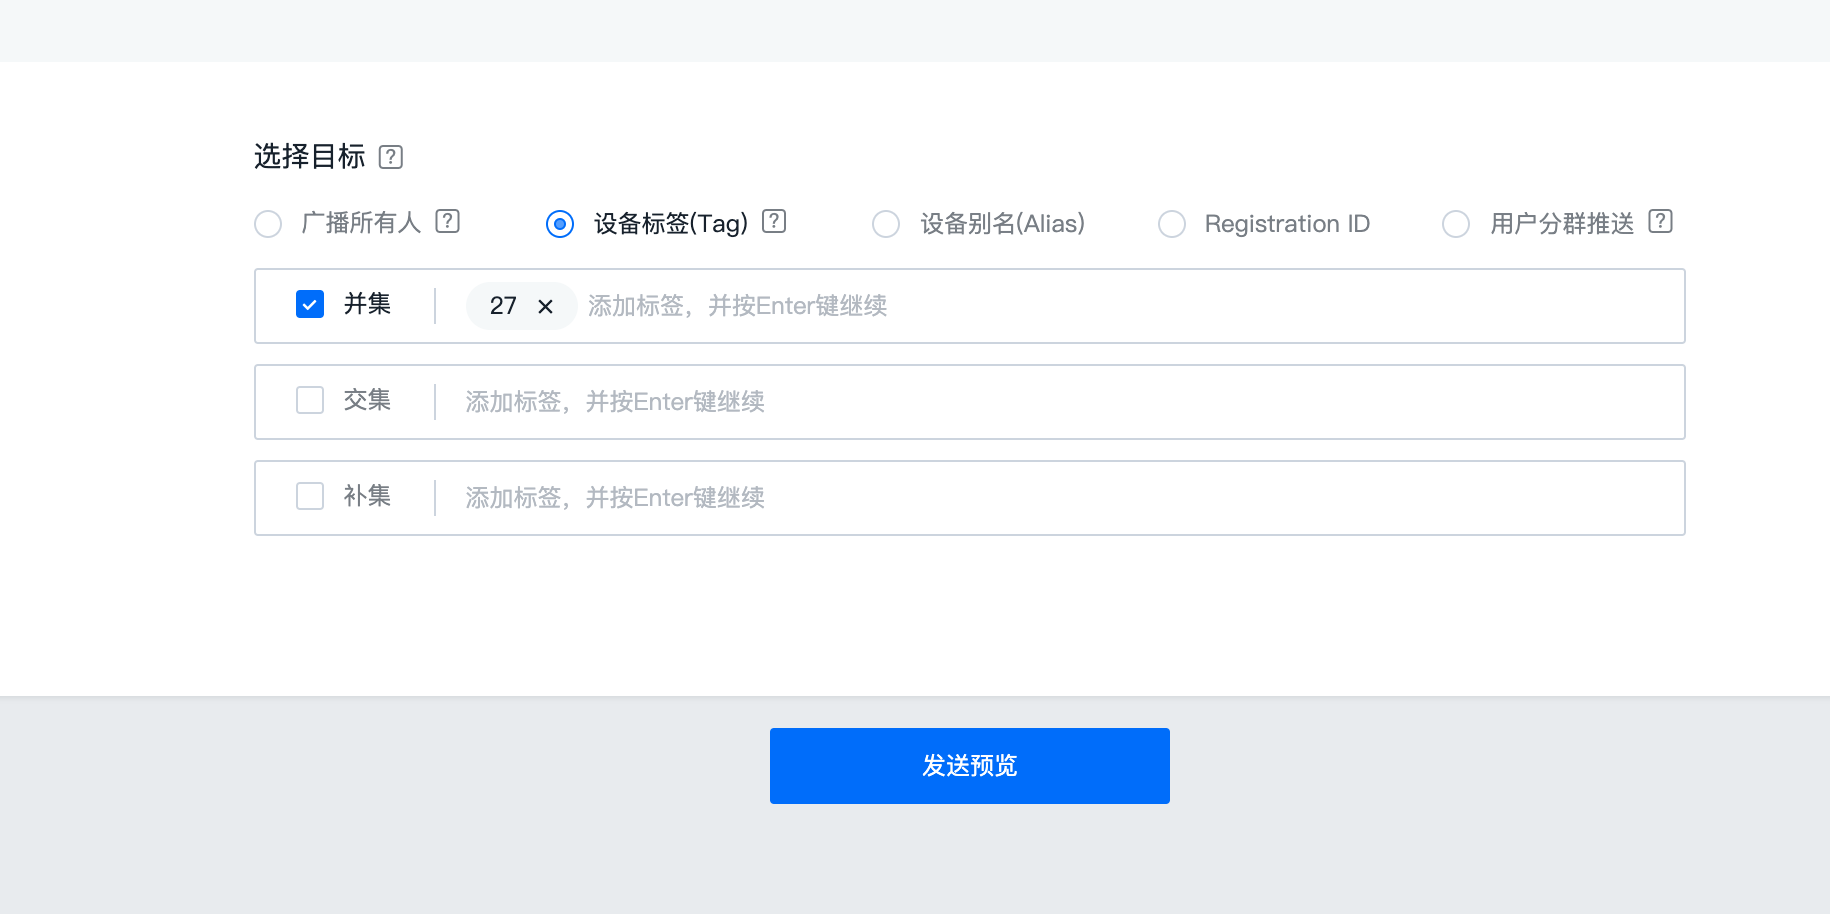 选择目标 ?
广播所有人 ? 设备标签(Tag) ? 设备别名(Alias) Registration ID 用户分群推送 ?
并集 27 × 添加标签，并按Enter键继续
交集 添加标签，并按Enter键继续
补集 添加标签，并按Enter键继续
发送预览